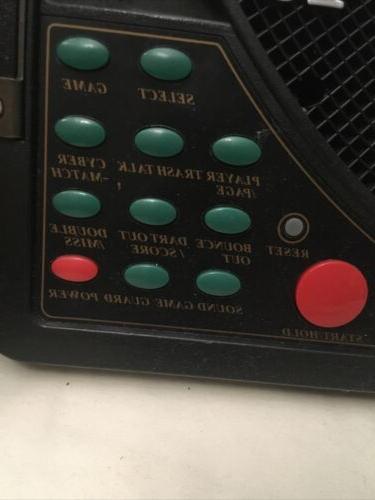 GAME SELECT
CYBER TRASH TALK PLAYER
-MATCH /PAGE
DOUBLE DART OUT BOUNCE RESET
/MISS /SCORE OUT
POWER GAME GUARD SOUND
START/HOLD